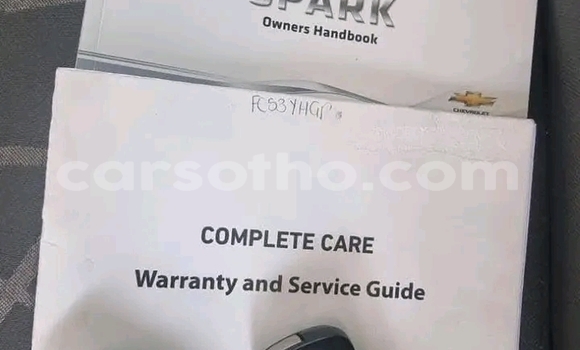 SPARK
Owners Handbook
CHEVROLET
FC53YHGP
carsotho.com
COMPLETE CARE
Warranty and Service Guide